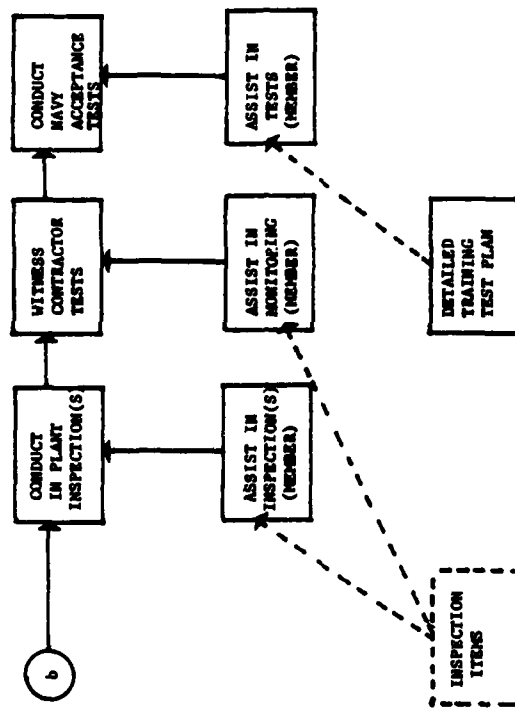 b
CONDUCT
IN PLANT
INSPECTION(S)
WITNESS
CONTRACTOR
TESTS
CONDUCT
NAVY
ACCEPTANCE
TESTS
ASSIST IN
INSPECTION(S)
(MEMBER)
ASSIST IN
MONITOPING
(MEMBER)
ASSIST IN
TESTS
(MEMBER)
INSPECTION
ITEMS
DETAILED
TRAINING
TEST PLAN